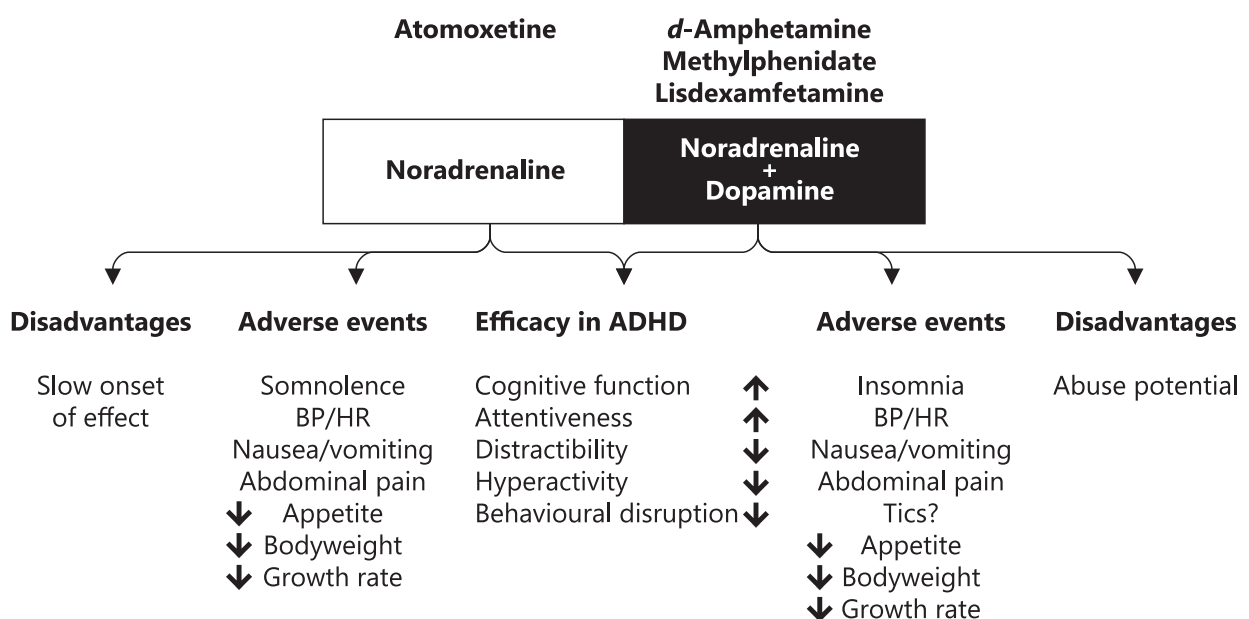 Atomoxetine
d-Amphetamine
Methylphenidate
Lisdexamfetamine
Noradrenaline
Noradrenaline
+
Dopamine
Disadvantages
Slow onset
of effect
Adverse events
Somnolence
BP/HR
Nausea/vomiting
Abdominal pain
↓ Appetite
↓ Bodyweight
↓ Growth rate
Efficacy in ADHD
Cognitive function ↑
Attentiveness ↑
Distractibility ↓
Hyperactivity ↓
Behavioural disruption ↓
Adverse events
Insomnia
BP/HR
Nausea/vomiting
Abdominal pain
Tics?
↓ Appetite
↓ Bodyweight
↓ Growth rate
Disadvantages
Abuse potential